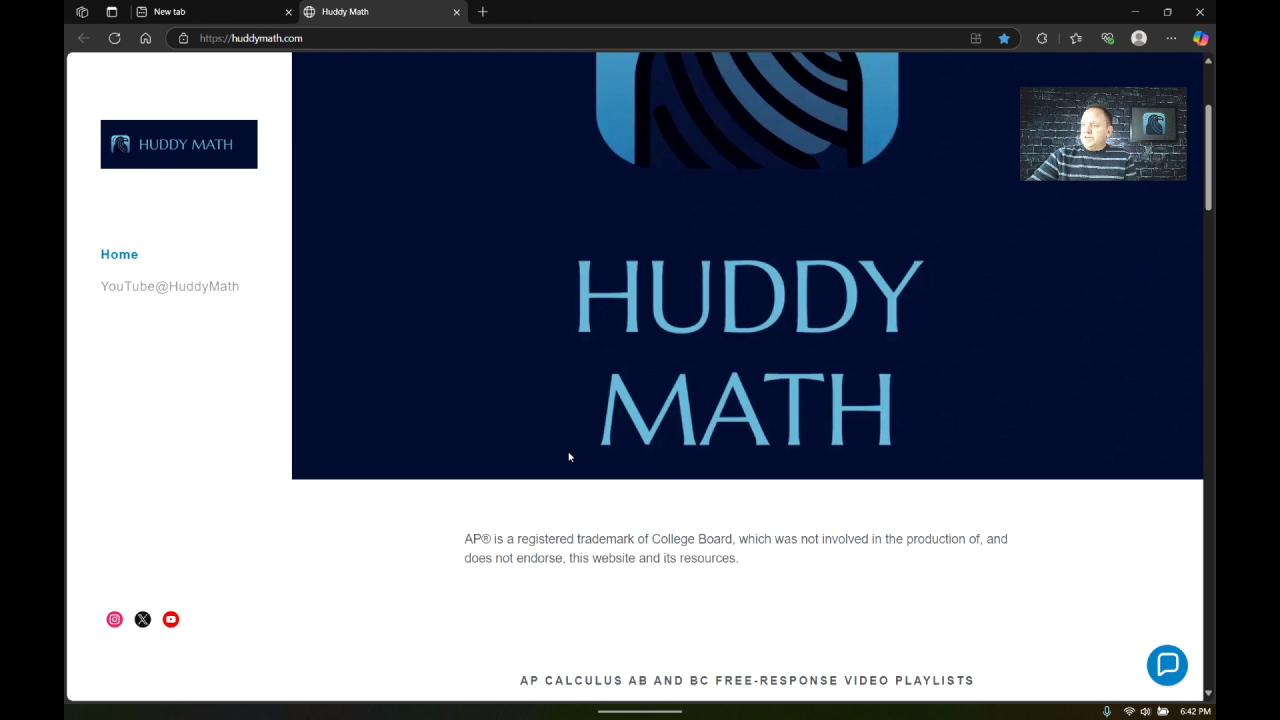 New tab
Huddy Math
https://huddymath.com
HUDDY MATH
Home
YouTube@HuddyMath
HUDDY
MATH
AP® is a registered trademark of College Board, which was not involved in the production of, and
does not endorse, this website and its resources.
AP CALCULUS AB AND BC FREE-RESPONSE VIDEO PLAYLISTS
6:42 PM